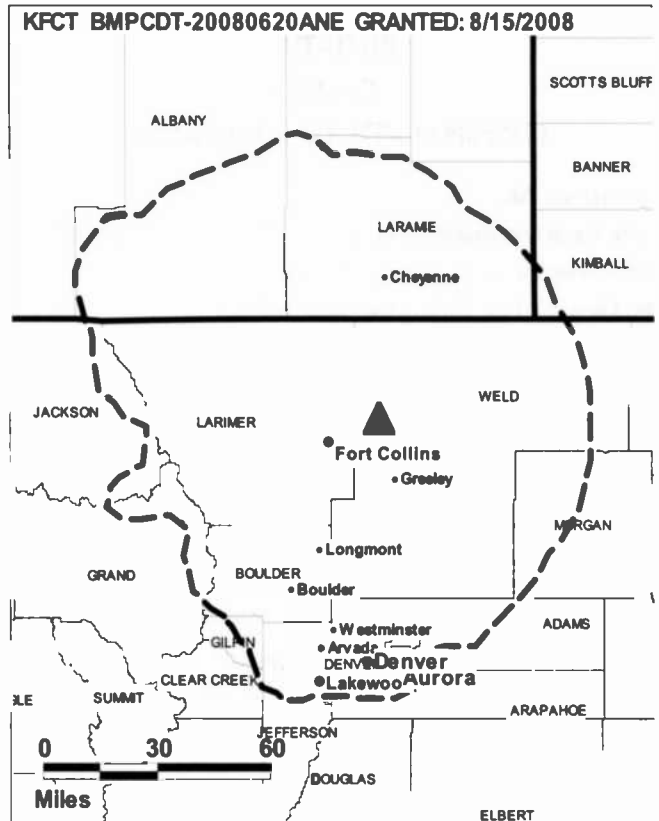 KFCT BMPCDT-20080620ANE GRANTED: 8/15/2008
SCOTTS BLUFF
ALBANY
BANNER
LARAMIE
KIMBALL
Cheyenne
WELD
JACKSON
LARIMER
Fort Collins
Greeley
MORGAN
Longmont
GRAND
BOULDER
Boulder
ADAMS
Westminster
GILPIN
Arvada
Denver
CLEAR CREEK
Lakewoo
Aurora
SUMMIT
ARAPAHOE
JEFFERSON
0 30 60
DOUGLAS
Miles
ELBERT